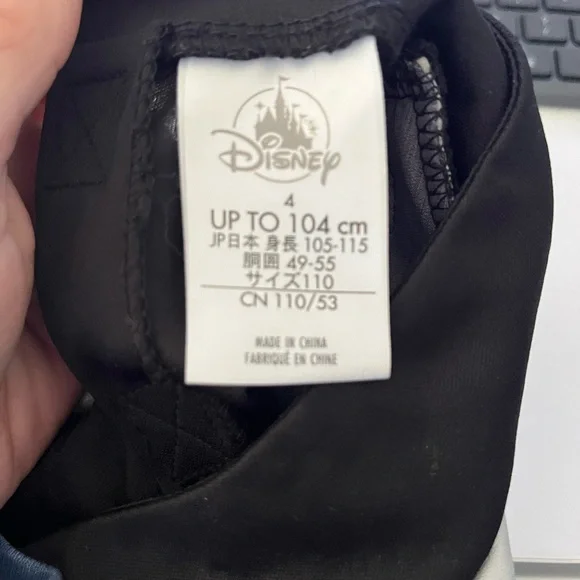 Disney
4
UP TO 104 cm
JP日本 身長 105-115
胴囲 49-55
サイズ110
CN 110/53
MADE IN CHINA
FABRIQUÉ EN CHINE